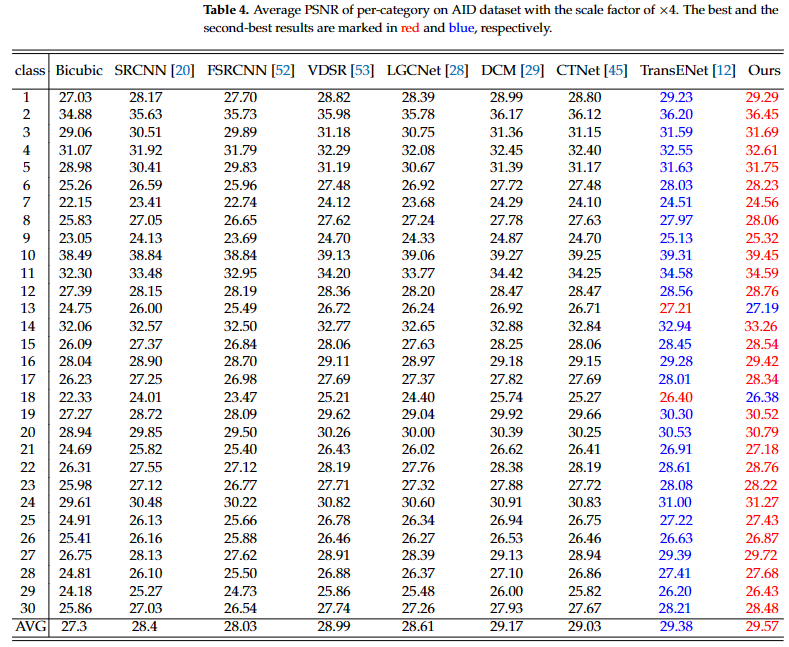 Table 4. Average PSNR of per-category on AID dataset with the scale factor of ×4. The best and the
second-best results are marked in red and blue, respectively.
class Bicubic SRCNN [20] FSRCNN [52] VDSR [53] LGCNet [28] DCM [29] CTNet [45] TransENet [12] Ours
1 27.03 28.17 27.70 28.82 28.39 28.99 28.80 29.23 29.29
2 34.88 35.63 35.73 35.98 35.78 36.17 36.12 36.20 36.45
3 29.06 30.51 29.89 31.18 30.75 31.36 31.15 31.59 31.69
4 31.07 31.92 31.79 32.29 32.08 32.45 32.40 32.55 32.61
5 28.98 30.41 29.83 31.19 30.67 31.39 31.17 31.63 31.75
6 25.26 26.59 25.96 27.48 26.92 27.72 27.48 28.03 28.23
7 22.15 23.41 22.74 24.12 23.68 24.29 24.10 24.51 24.56
8 25.83 27.05 26.65 27.62 27.24 27.78 27.63 27.97 28.06
9 23.05 24.13 23.69 24.70 24.33 24.87 24.70 25.13 25.32
10 38.49 38.84 38.84 39.13 39.06 39.27 39.25 39.31 39.45
11 32.30 33.48 32.95 34.20 33.77 34.42 34.25 34.58 34.59
12 27.39 28.15 28.19 28.36 28.20 28.47 28.47 28.56 28.76
13 24.75 26.00 25.49 26.72 26.24 26.92 26.71 27.21 27.19
14 32.06 32.57 32.50 32.77 32.65 32.88 32.84 32.94 33.26
15 26.09 27.37 26.84 28.06 27.63 28.25 28.06 28.45 28.54
16 28.04 28.90 28.70 29.11 28.97 29.18 29.15 29.28 29.42
17 26.23 27.25 26.98 27.69 27.37 27.82 27.69 28.01 28.34
18 22.33 24.01 23.47 25.21 24.40 25.74 25.27 26.40 26.38
19 27.27 28.72 28.09 29.62 29.04 29.92 29.66 30.30 30.52
20 28.94 29.85 29.50 30.26 30.00 30.39 30.25 30.53 30.79
21 24.69 25.82 25.40 26.43 26.02 26.62 26.41 26.91 27.18
22 26.31 27.55 27.12 28.19 27.76 28.38 28.19 28.61 28.76
23 25.98 27.12 26.77 27.71 27.32 27.88 27.72 28.08 28.22
24 29.61 30.48 30.22 30.82 30.60 30.91 30.83 31.00 31.27
25 24.91 26.13 25.66 26.78 26.34 26.94 26.75 27.22 27.43
26 25.41 26.16 25.88 26.46 26.27 26.53 26.46 26.63 26.87
27 26.75 28.13 27.62 28.91 28.39 29.13 28.94 29.39 29.72
28 24.81 26.10 25.50 26.88 26.37 27.10 26.86 27.41 27.68
29 24.18 25.27 24.73 25.86 25.48 26.00 25.82 26.20 26.43
30 25.86 27.03 26.54 27.74 27.26 27.93 27.67 28.21 28.48
AVG 27.3 28.4 28.03 28.99 28.61 29.17 29.03 29.38 29.57